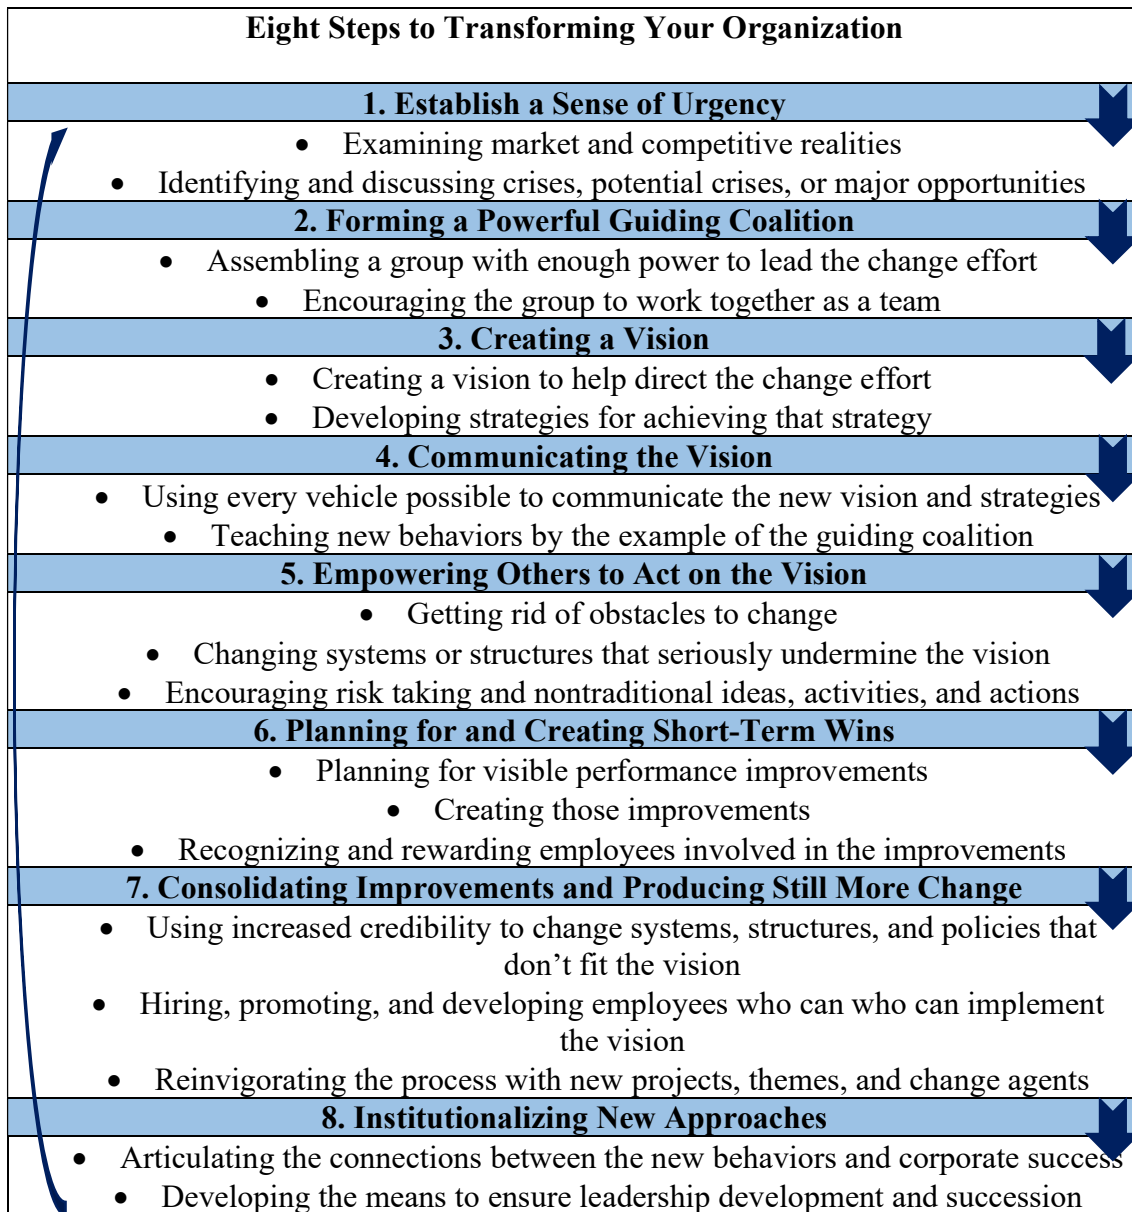 Eight Steps to Transforming Your Organization
1. Establish a Sense of Urgency
• Examining market and competitive realities
• Identifying and discussing crises, potential crises, or major opportunities
2. Forming a Powerful Guiding Coalition
• Assembling a group with enough power to lead the change effort
• Encouraging the group to work together as a team
3. Creating a Vision
• Creating a vision to help direct the change effort
• Developing strategies for achieving that strategy
4. Communicating the Vision
• Using every vehicle possible to communicate the new vision and strategies
• Teaching new behaviors by the example of the guiding coalition
5. Empowering Others to Act on the Vision
• Getting rid of obstacles to change
• Changing systems or structures that seriously undermine the vision
• Encouraging risk taking and nontraditional ideas, activities, and actions
6. Planning for and Creating Short-Term Wins
• Planning for visible performance improvements
• Creating those improvements
• Recognizing and rewarding employees involved in the improvements
7. Consolidating Improvements and Producing Still More Change
• Using increased credibility to change systems, structures, and policies that
don’t fit the vision
• Hiring, promoting, and developing employees who can who can implement
the vision
• Reinvigorating the process with new projects, themes, and change agents
8. Institutionalizing New Approaches
• Articulating the connections between the new behaviors and corporate success
• Developing the means to ensure leadership development and succession